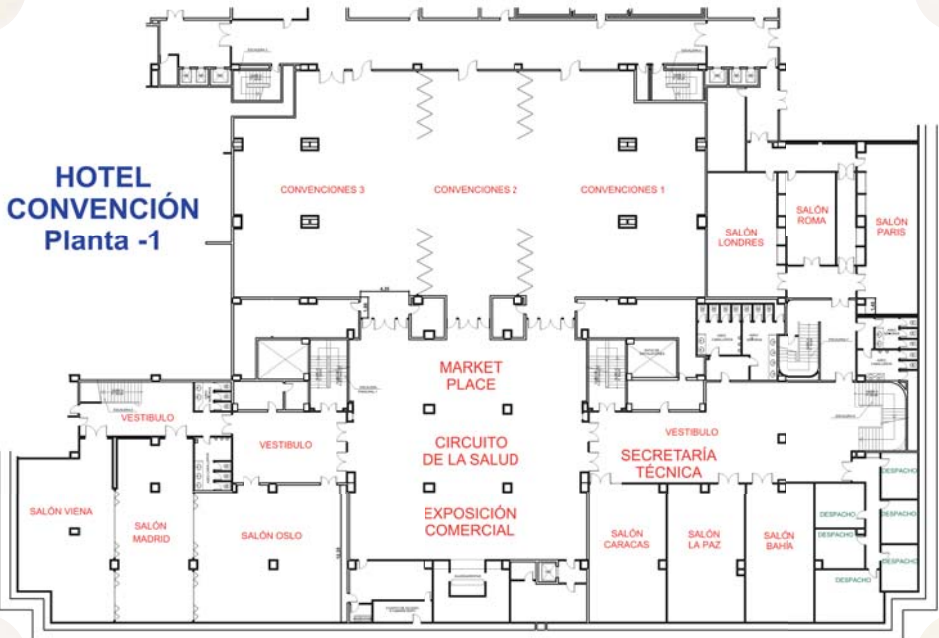 HOTEL
CONVENCIÓN
Planta -1
CONVENCIONES 3
CONVENCIONES 2
CONVENCIONES 1
SALÓN
LONDRES
SALÓN
ROMA
SALÓN
PARIS
MARKET
PLACE
VESTIBULO
VESTIBULO
CIRCUITO
DE LA SALUD
VESTIBULO
SECRETARÍA
TÉCNICA
EXPOSICIÓN
COMERCIAL
SALÓN VIENA
SALÓN
MADRID
SALÓN OSLO
SALÓN
CARACAS
SALÓN
LA PAZ
SALÓN
BAHÍA
DESPACHO
DESPACHO
DESPACHO
DESPACHO
DESPACHO
DESPACHO